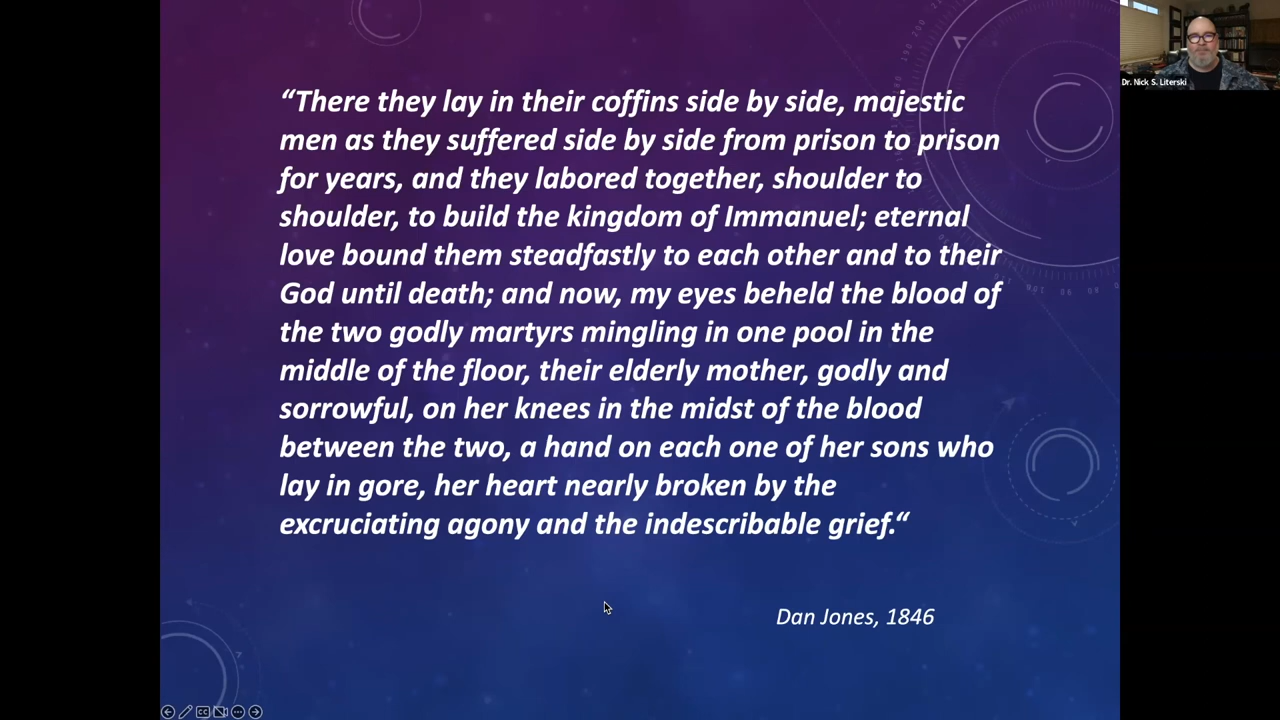 “There they lay in their coffins side by side, majestic
men as they suffered side by side from prison to prison
for years, and they labored together, shoulder to
shoulder, to build the kingdom of Immanuel; eternal
love bound them steadfastly to each other and to their
God until death; and now, my eyes beheld the blood of
the two godly martyrs mingling in one pool in the
middle of the floor, their elderly mother, godly and
sorrowful, on her knees in the midst of the blood
between the two, a hand on each one of her sons who
lay in gore, her heart nearly broken by the
excruciating agony and the indescribable grief.“
Dan Jones, 1846
Dr. Nick S. Literski
CC